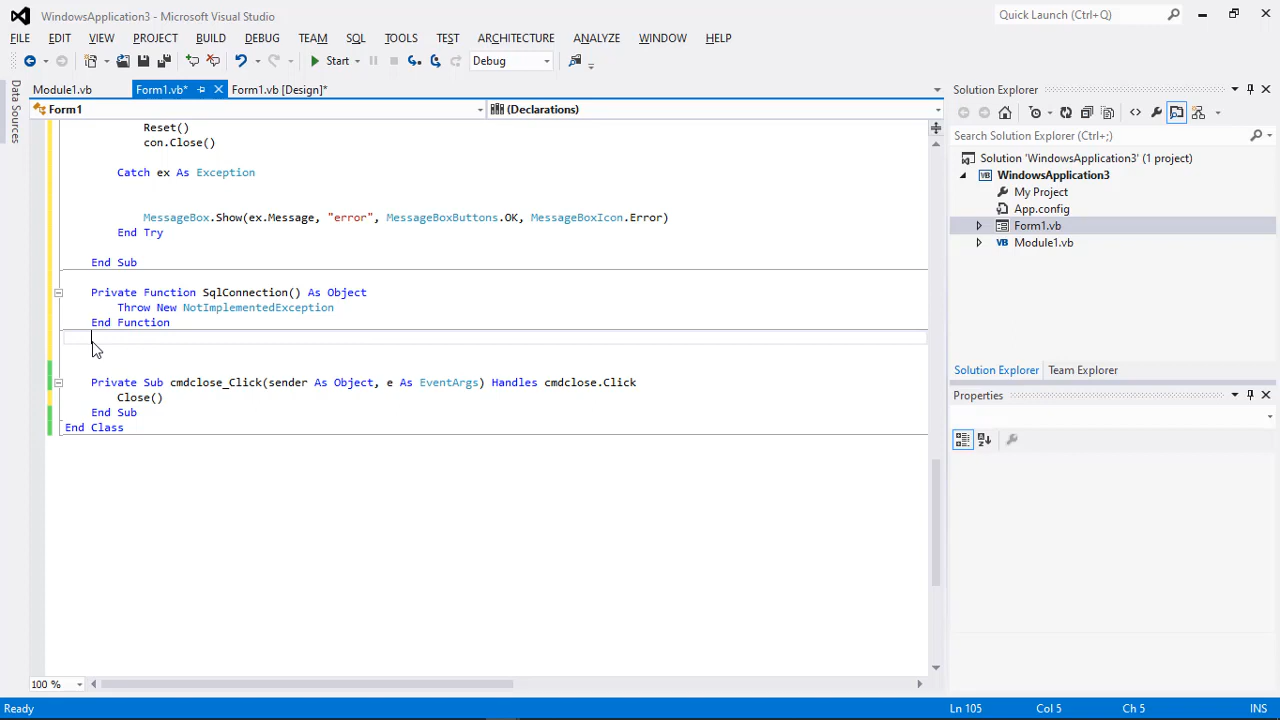 WindowsApplication3 - Microsoft Visual Studio
Quick Launch (Ctrl+Q)
FILE EDIT VIEW PROJECT BUILD DEBUG TEAM SQL TOOLS TEST ARCHITECTURE ANALYZE WINDOW HELP
Start Debug
Data Sources
Module1.vb Form1.vb* Form1.vb [Design]*
Form1 (Declarations)
Reset()
con.Close()
Catch ex As Exception
MessageBox.Show(ex.Message, "error", MessageBoxButtons.OK, MessageBoxIcon.Error)
End Try
End Sub
Private Function SqlConnection() As Object
Throw New NotImplementedException
End Function
Private Sub cmdclose_Click(sender As Object, e As EventArgs) Handles cmdclose.Click
Close()
End Sub
End Class
100 %
Solution Explorer
Search Solution Explorer (Ctrl+;)
Solution 'WindowsApplication3' (1 project)
WindowsApplication3
My Project
App.config
Form1.vb
VB Module1.vb
Solution Explorer Team Explorer
Properties
Ready Ln 105 Col 5 Ch 5 INS